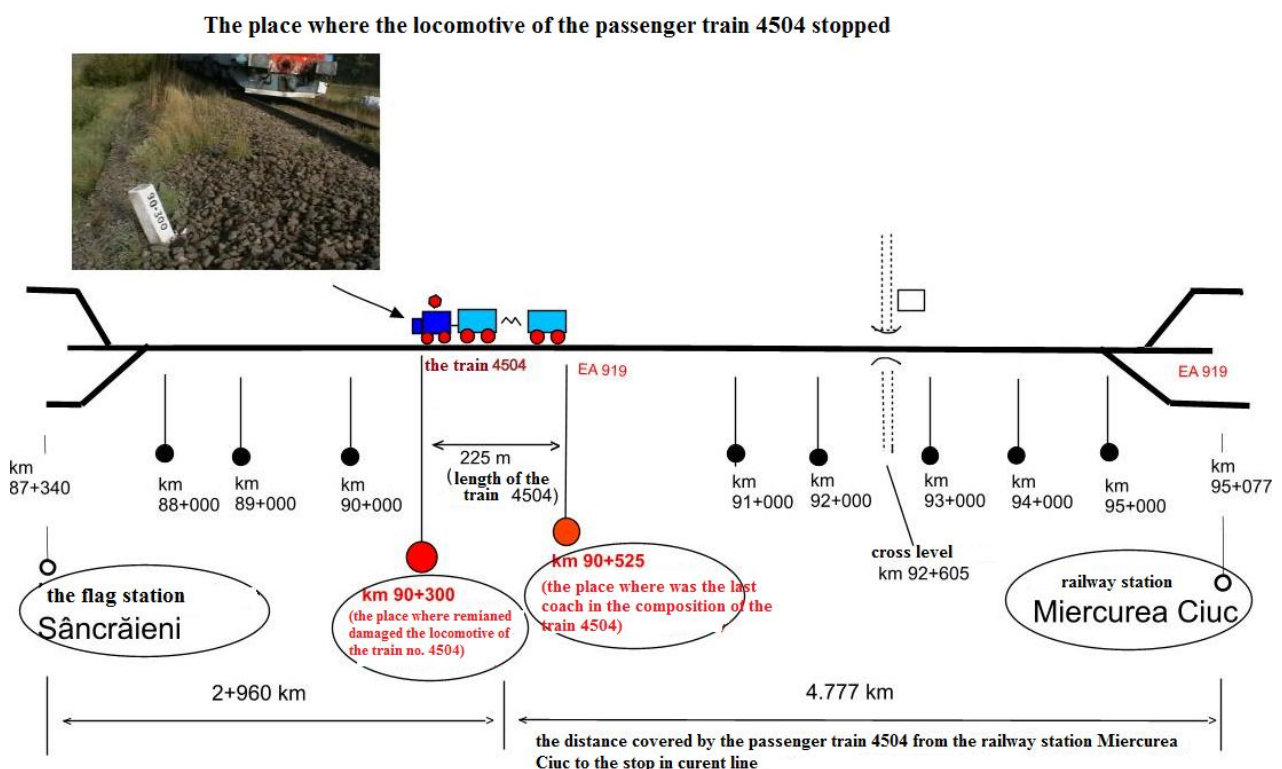 The place where the locomotive of the passenger train 4504 stopped
90+300
the train 4504
EA 919
EA 919
225 m
(length of the
train 4504)
km
87+340
km
88+000
km
89+000
km
90+000
km
91+000
km
92+000
km
93+000
km
94+000
km
95+000
km
95+077
cross level
km 92+605
the flag station
Sâncrăieni
km 90+300
(the place where remianed
damaged the locomotive of
the train no. 4504)
km 90+525
(the place where was the last
coach in the composition of the
train 4504)
railway station
Miercurea Ciuc
2+960 km
4.777 km
the distance covered by the passenger train 4504 from the railway station Miercurea
Ciuc to the stop in curent line